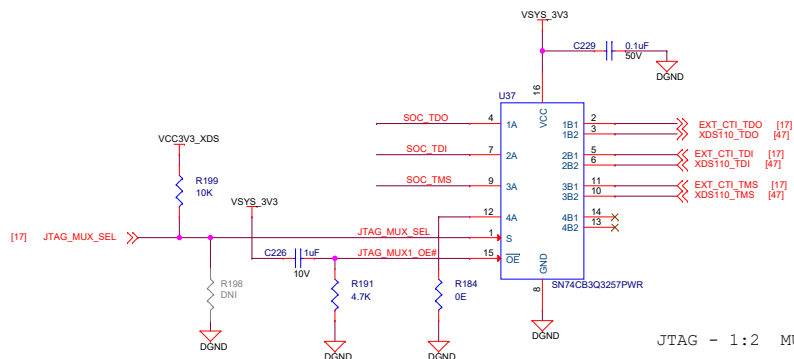 VSYS_3V3
C229 0.1uF
50V
DGND
U37
16
VCC
SOC_TDO 4 1A 1B1 2 EXT_CTI_TDO [17]
1B2 3 XDS110_TDO [47]
SOC_TDI 7 2A 2B1 5 EXT_CTI_TDI [17]
2B2 6 XDS110_TDI [47]
SOC_TMS 9 3A 3B1 11 EXT_CTI_TMS [17]
3B2 10 XDS110_TMS [47]
12 4A 4B1 14
4B2 13
VCC3V3_XDS
R199
10K
VSYS_3V3
[17] JTAG_MUX_SEL JTAG_MUX_SEL 1 S
C226 1uF JTAG_MUX1_OE# 15 OE
10V
GND
8
SN74CB3Q3257PWR
R198
DNI
R191
4.7K
R184
0E
DGND
DGND
DGND
DGND
JTAG - 1:2 MU